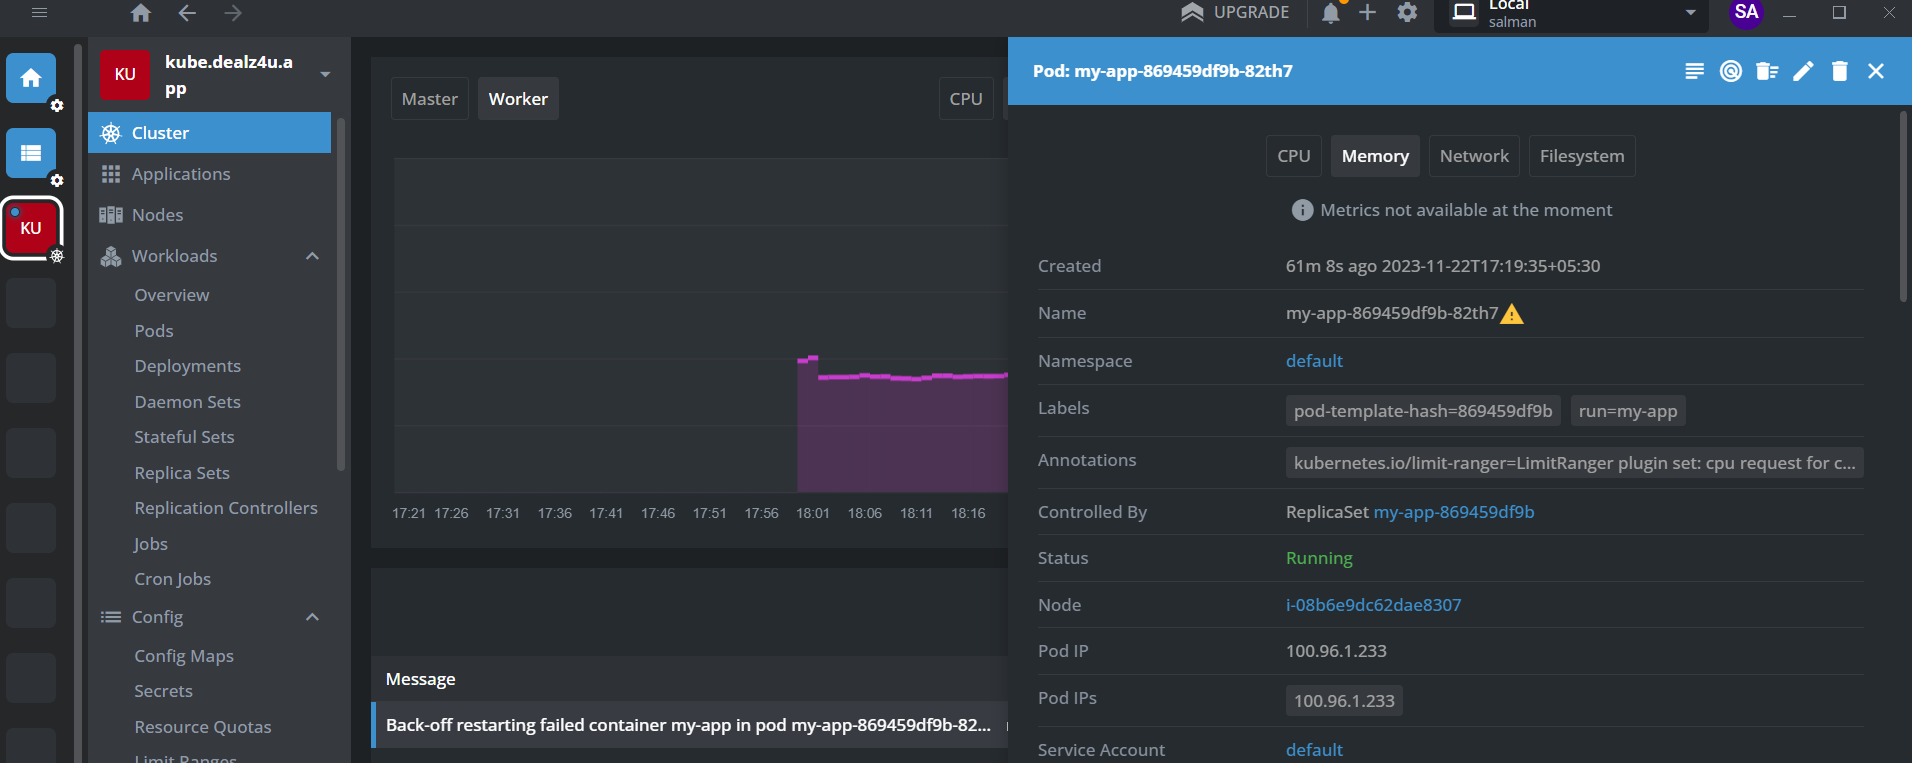 UPGRADE
Local
salman
SA
KU
kube.dealz4u.a
pp
KU
Cluster
Applications
Nodes
Workloads
Overview
Pods
Deployments
Daemon Sets
Stateful Sets
Replica Sets
Replication Controllers
Jobs
Cron Jobs
Config
Config Maps
Secrets
Resource Quotas
Limit Ranges
Master Worker CPU
17:21 17:26 17:31 17:36 17:41 17:46 17:51 17:56 18:01 18:06 18:11 18:16
Message
Back-off restarting failed container my-app in pod my-app-869459df9b-82...
Pod: my-app-869459df9b-82th7
CPU Memory Network Filesystem
Metrics not available at the moment
Created 61m 8s ago 2023-11-22T17:19:35+05:30
Name my-app-869459df9b-82th7
Namespace default
Labels pod-template-hash=869459df9b run=my-app
Annotations kubernetes.io/limit-ranger=LimitRanger plugin set: cpu request for c...
Controlled By ReplicaSet my-app-869459df9b
Status Running
Node i-08b6e9dc62dae8307
Pod IP 100.96.1.233
Pod IPs 100.96.1.233
Service Account default